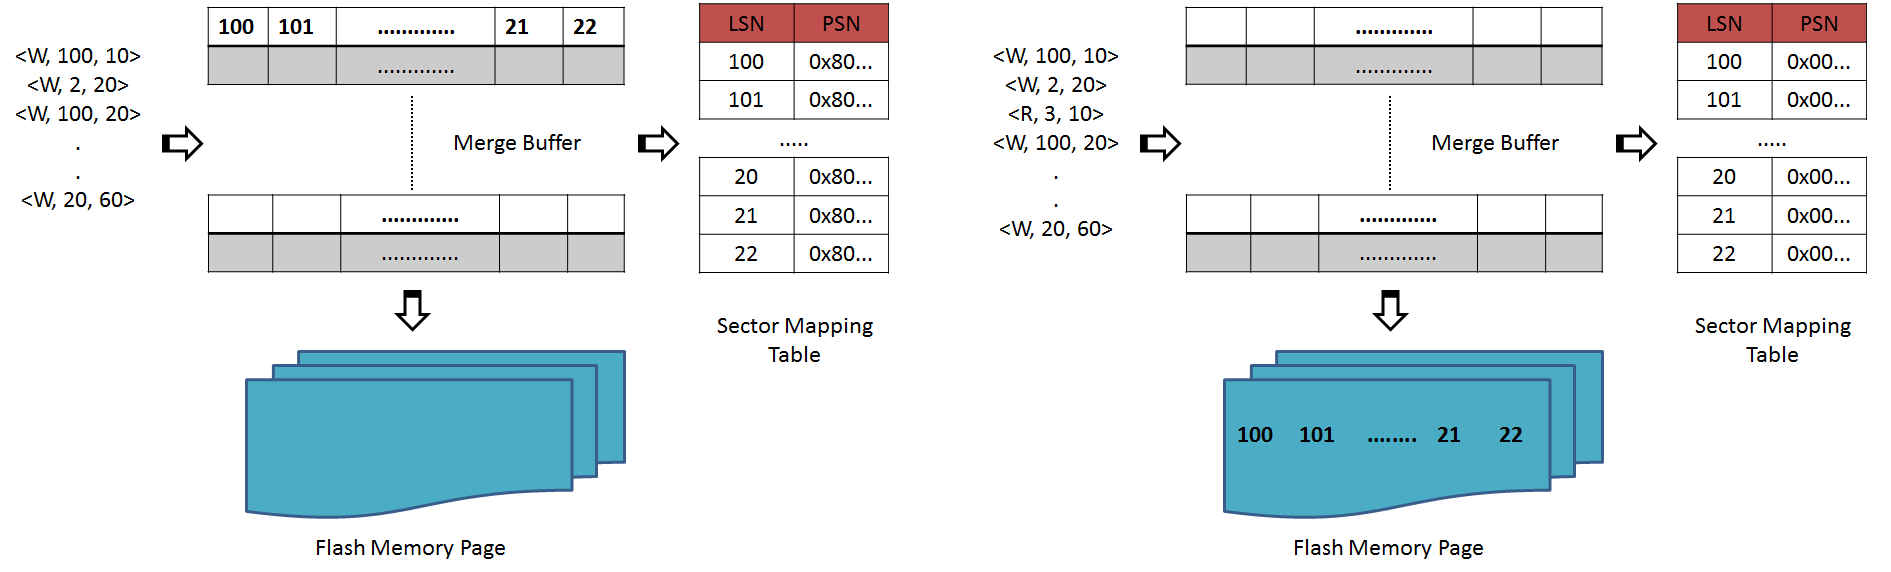 <W, 100, 10>
<W, 2, 20>
<W, 100, 20>
.
.
<W, 20, 60>
100 101 ............. 21 22
.............
Merge Buffer
.............
.............
LSN PSN
100 0x80...
101 0x80...
.....
20 0x80...
21 0x80...
22 0x80...
Sector Mapping
Table
Flash Memory Page
<W, 100, 10>
<W, 2, 20>
<R, 3, 10>
<W, 100, 20>
.
.
<W, 20, 60>
.............
.............
Merge Buffer
.............
.............
LSN PSN
100 0x00...
101 0x00...
.....
20 0x00...
21 0x00...
22 0x00...
Sector Mapping
Table
100 101 ........ 21 22
Flash Memory Page